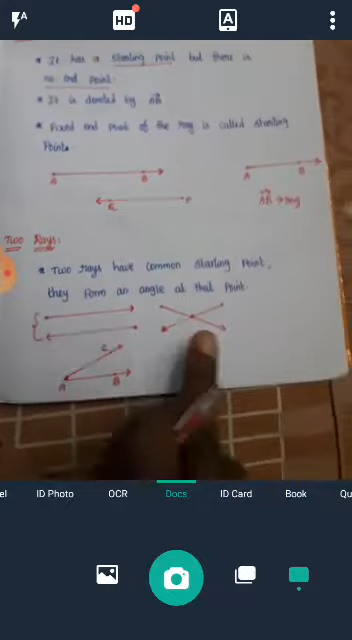 HD
A
* It has a starting point but there is
no end point.
* It is denoted by AB
* Fixed end point of the ray is called starting
point.
A B
A B
C
AB → ray
Two Rays:
* Two rays have common starting point,
they form an angle at that point.
C
A B
el ID Photo OCR Docs ID Card Book Qu